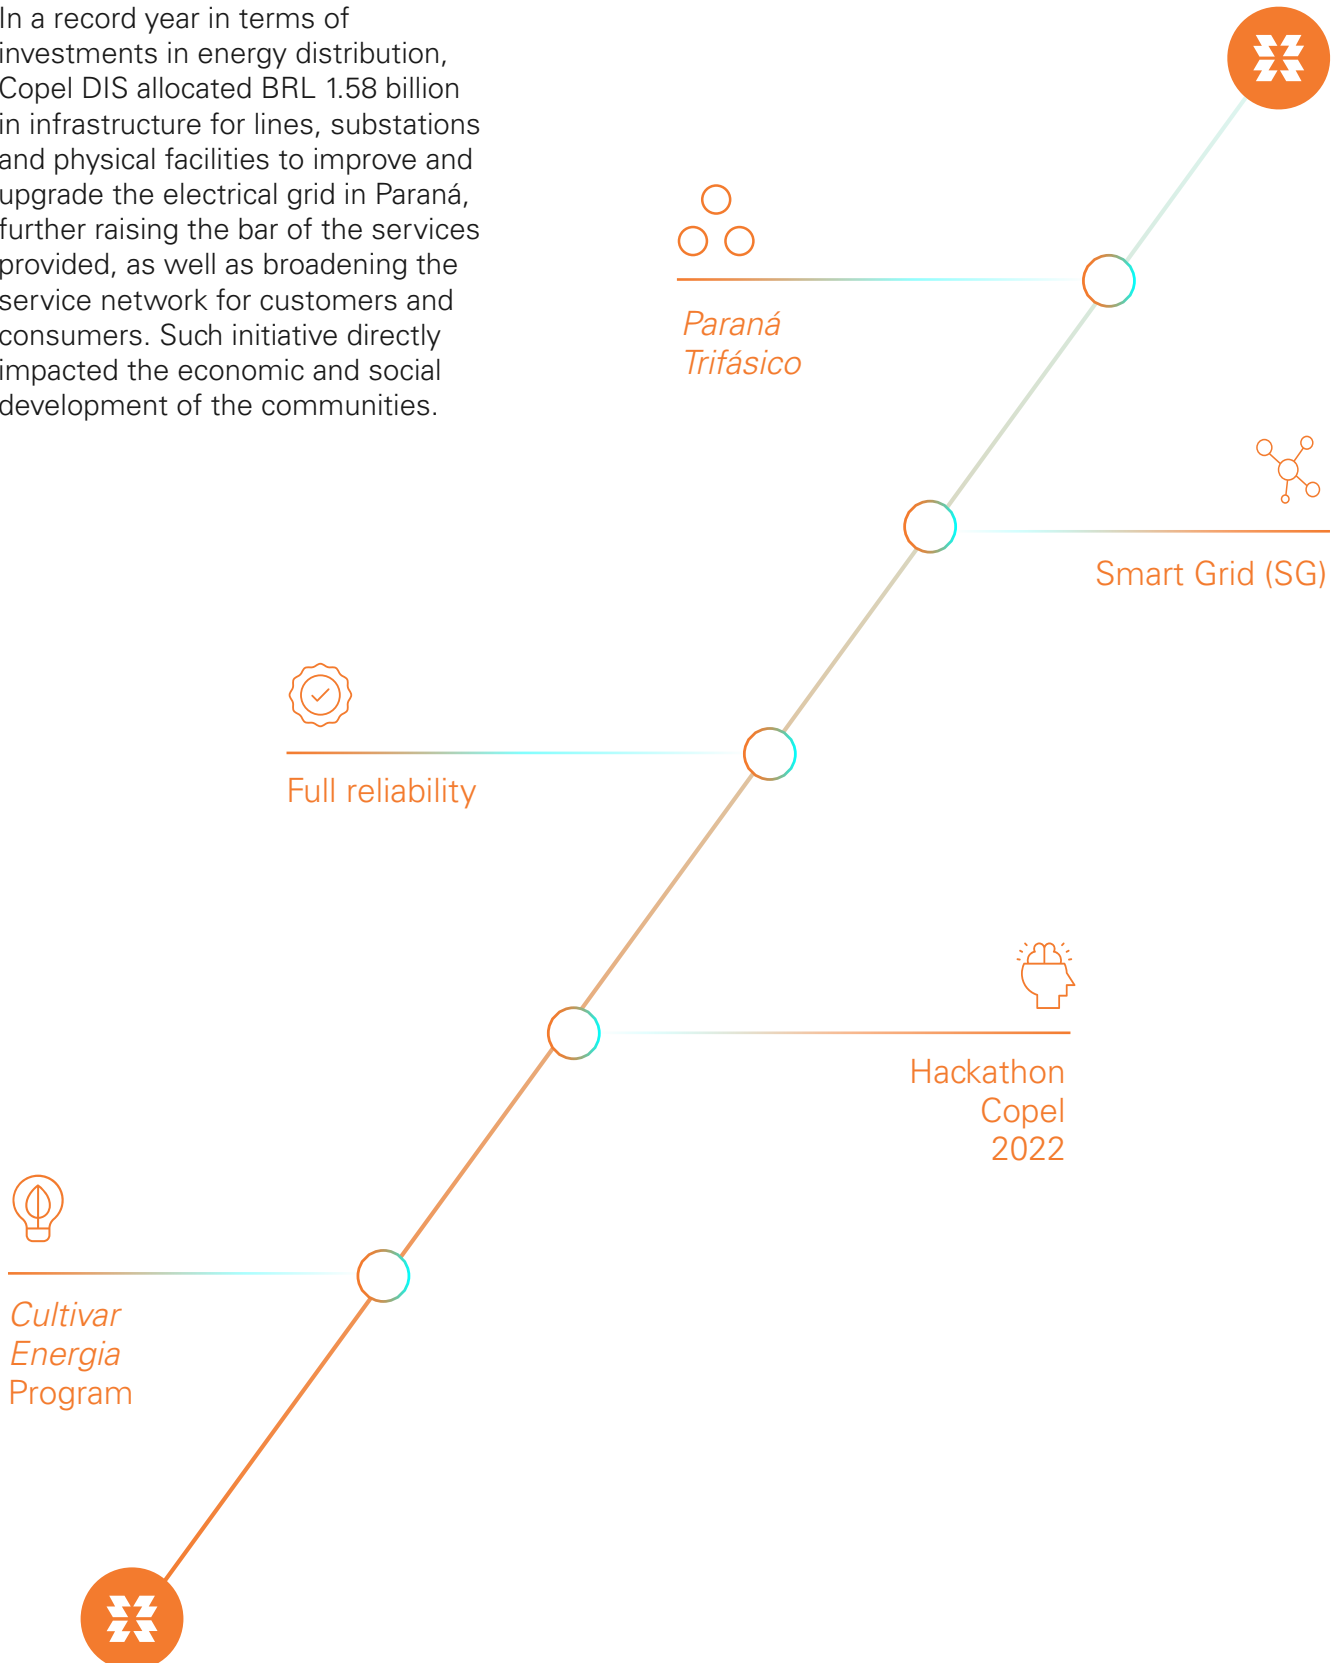 In a record year in terms of
investments in energy distribution,
Copel DIS allocated BRL 1.58 billion
in infrastructure for lines, substations
and physical facilities to improve and
upgrade the electrical grid in Paraná,
further raising the bar of the services
provided, as well as broadening the
service network for customers and
consumers. Such initiative directly
impacted the economic and social
development of the communities.
Paraná
Trifásico
Smart Grid (SG)
Full reliability
Hackathon
Copel
2022
Cultivar
Energia
Program